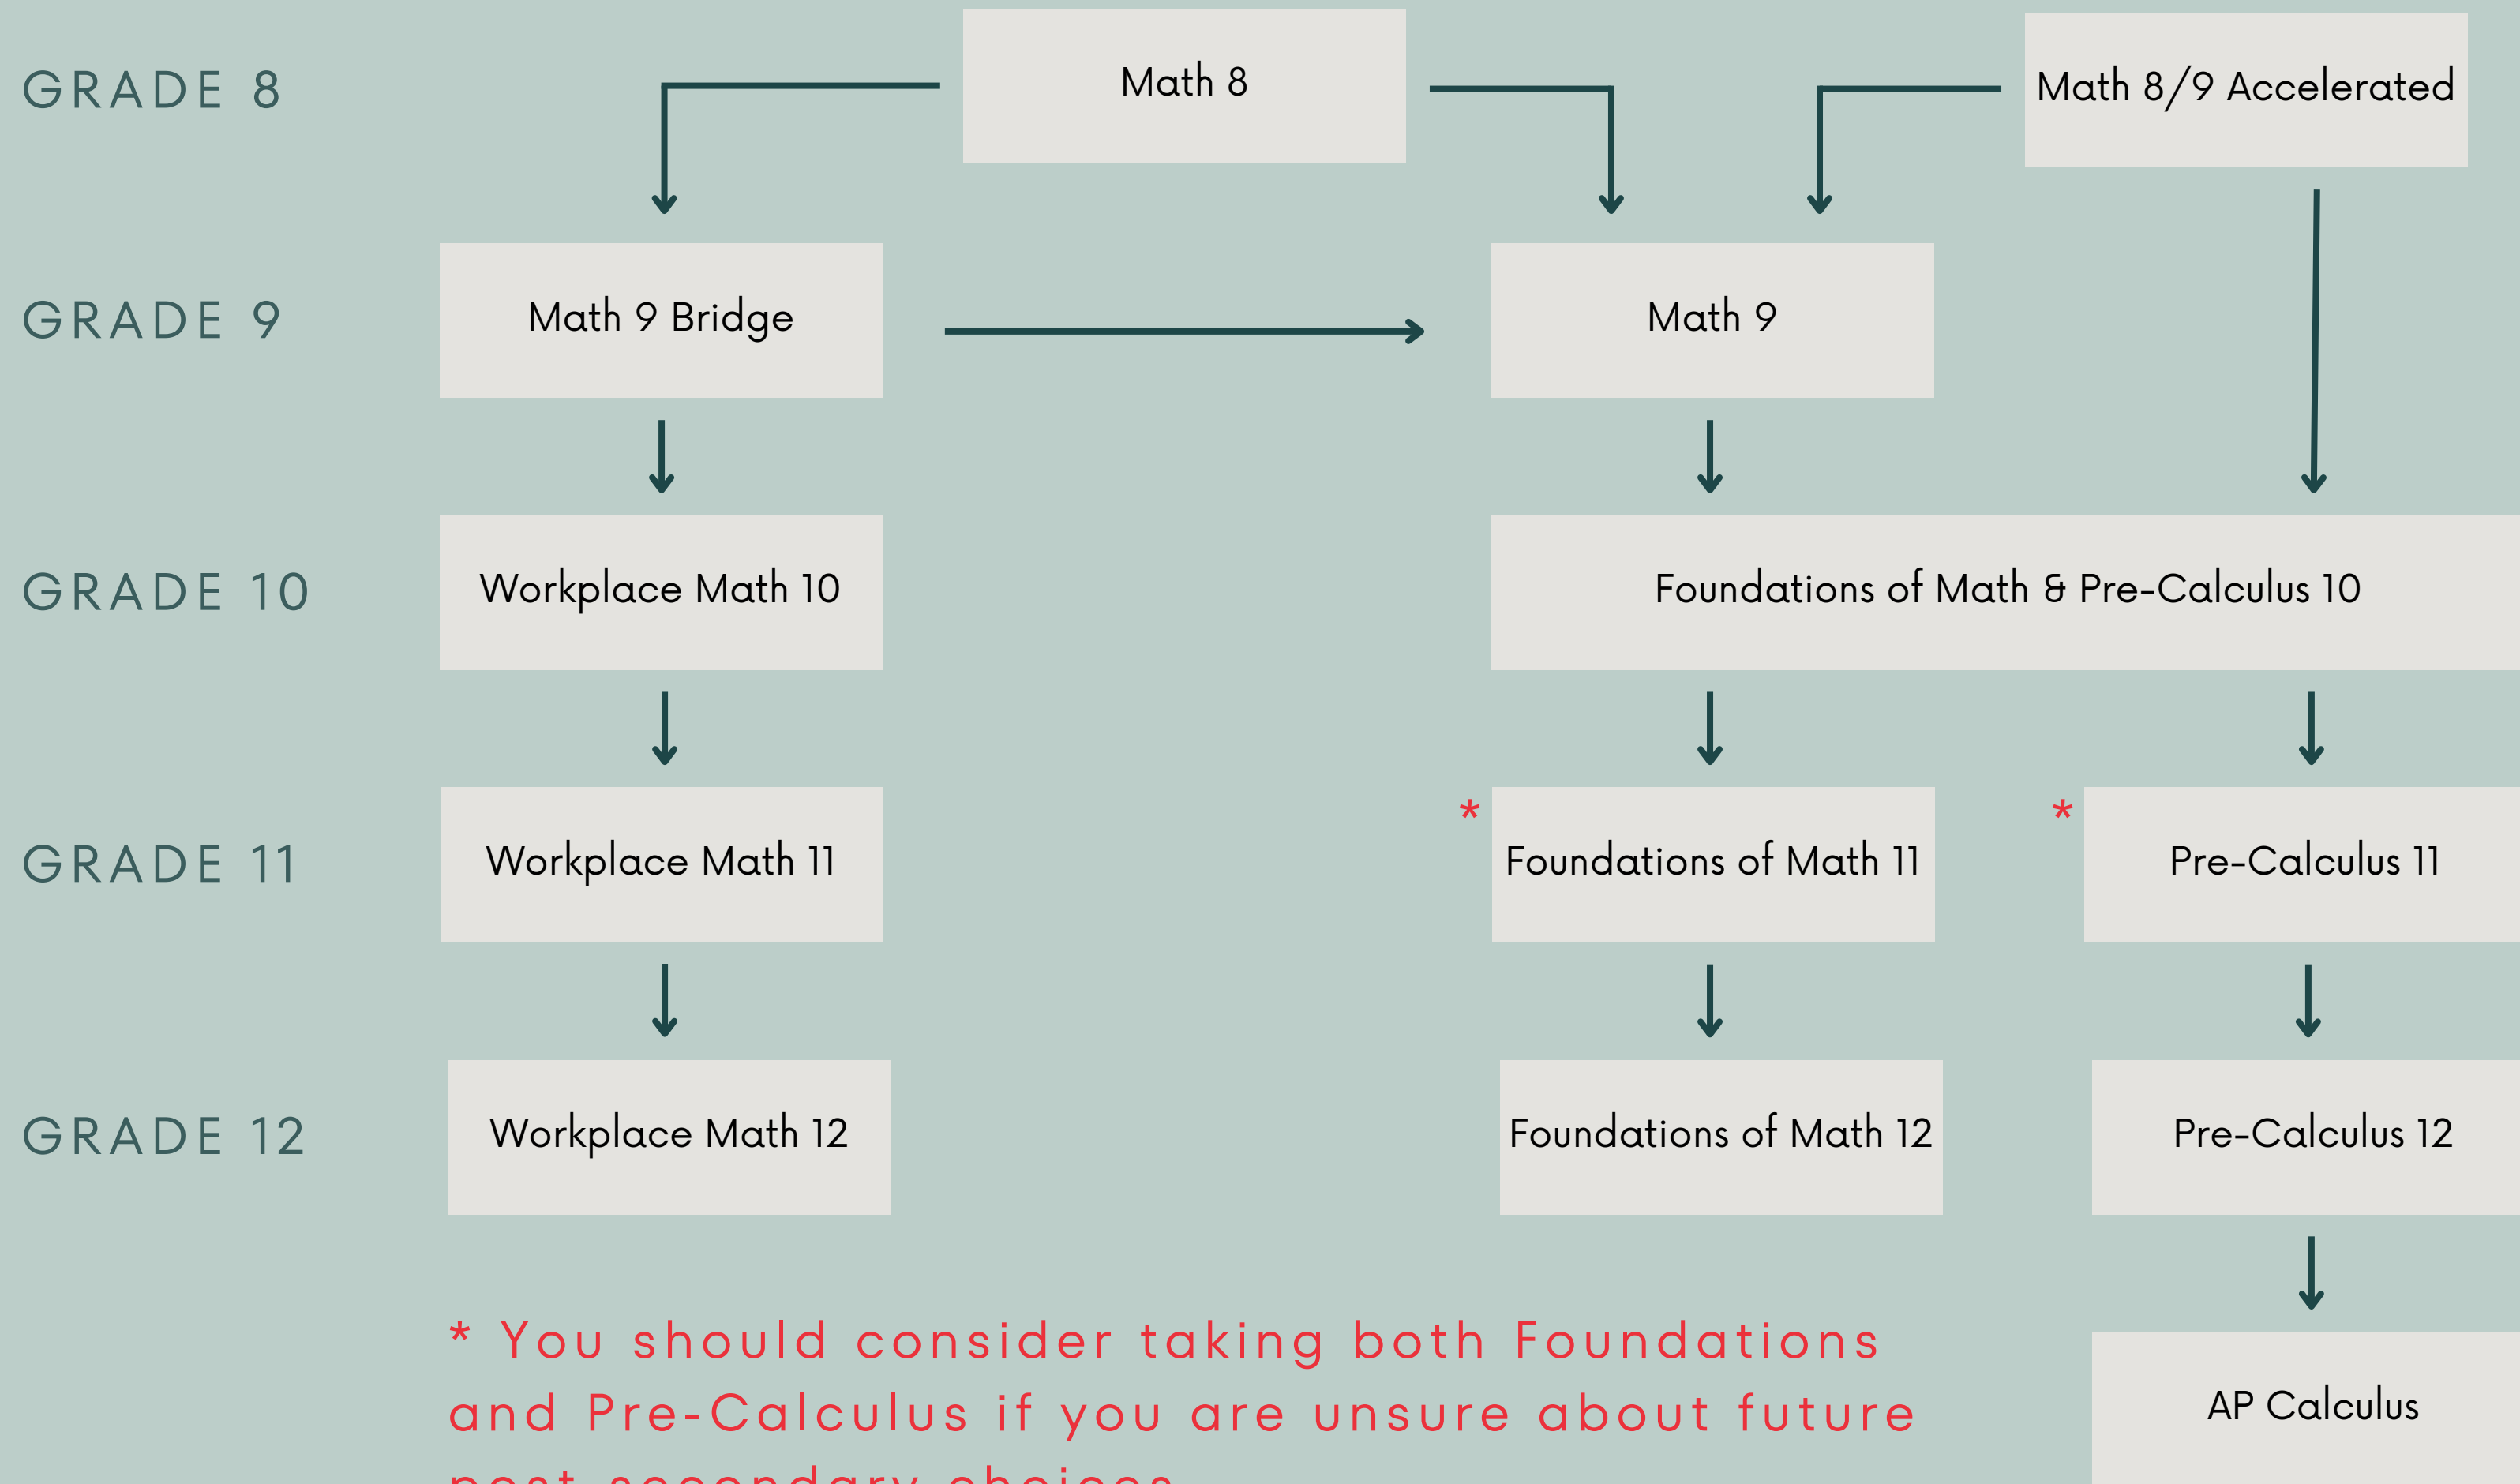 GRADE 8
Math 8
Math 8/9 Accelerated
GRADE 9
Math 9 Bridge
Math 9
GRADE 10
Workplace Math 10
Foundations of Math & Pre-Calculus 10
GRADE 11
Workplace Math 11
*
Foundations of Math 11
*
Pre-Calculus 11
GRADE 12
Workplace Math 12
Foundations of Math 12
Pre-Calculus 12
AP Calculus
* You should consider taking both Foundations
and Pre-Calculus if you are unsure about future
post-secondary choices